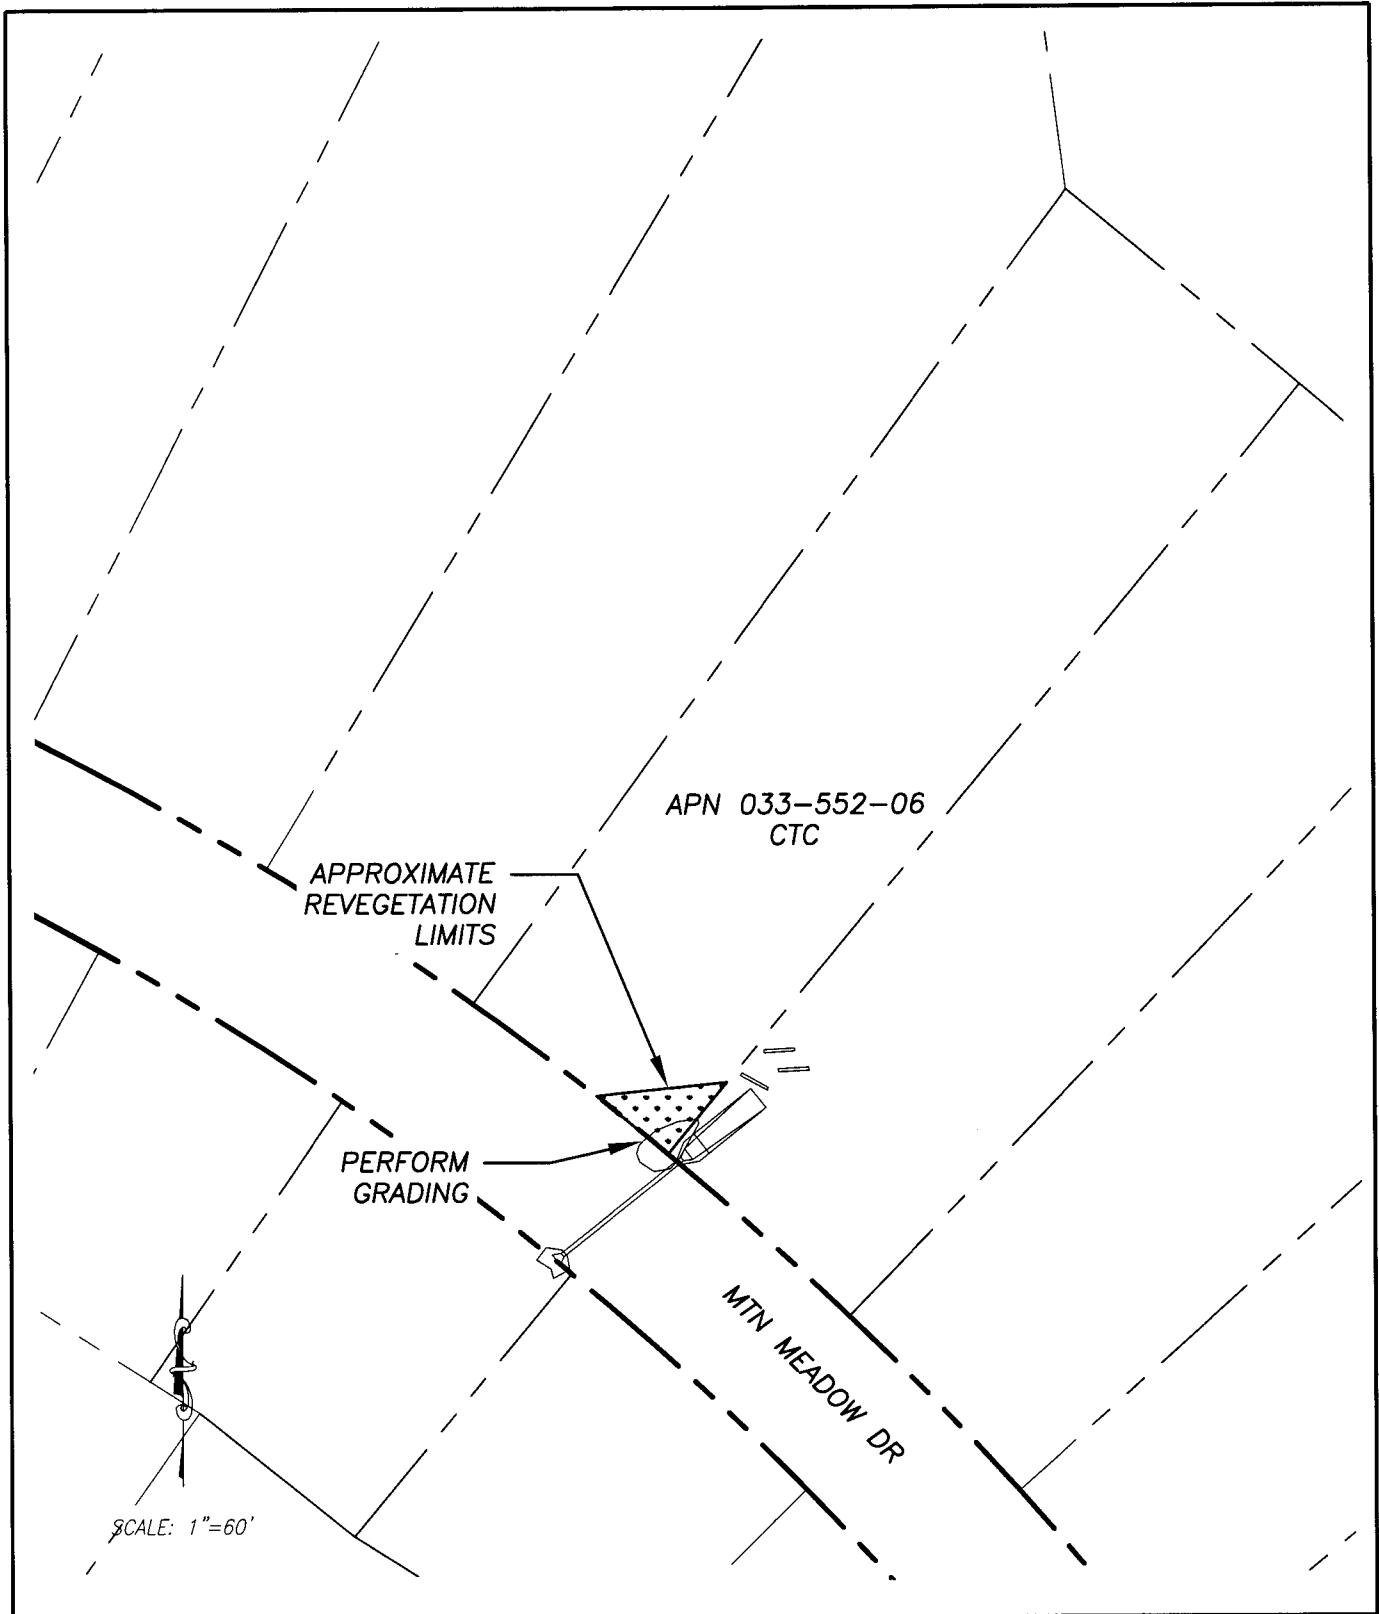 APN 033-552-06
CTC
APPROXIMATE
REVEGETATION
LIMITS
PERFORM
GRADING
MTN MEADOW DR
SCALE: 1"=60'